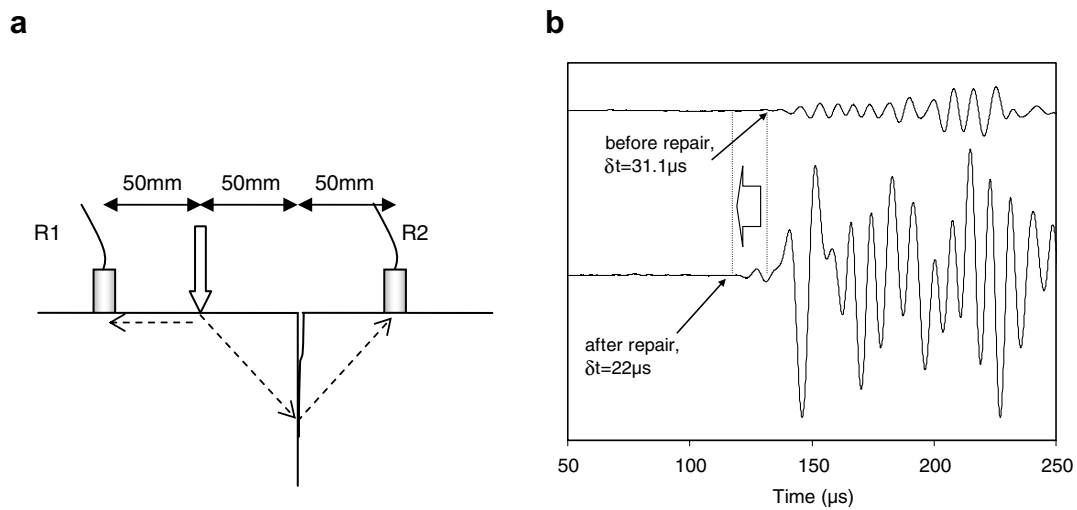 a
50mm 50mm 50mm
R1
R2
b
before repair,
δt=31.1μs
after repair,
δt=22μs
50 100 150 200 250
Time (μs)